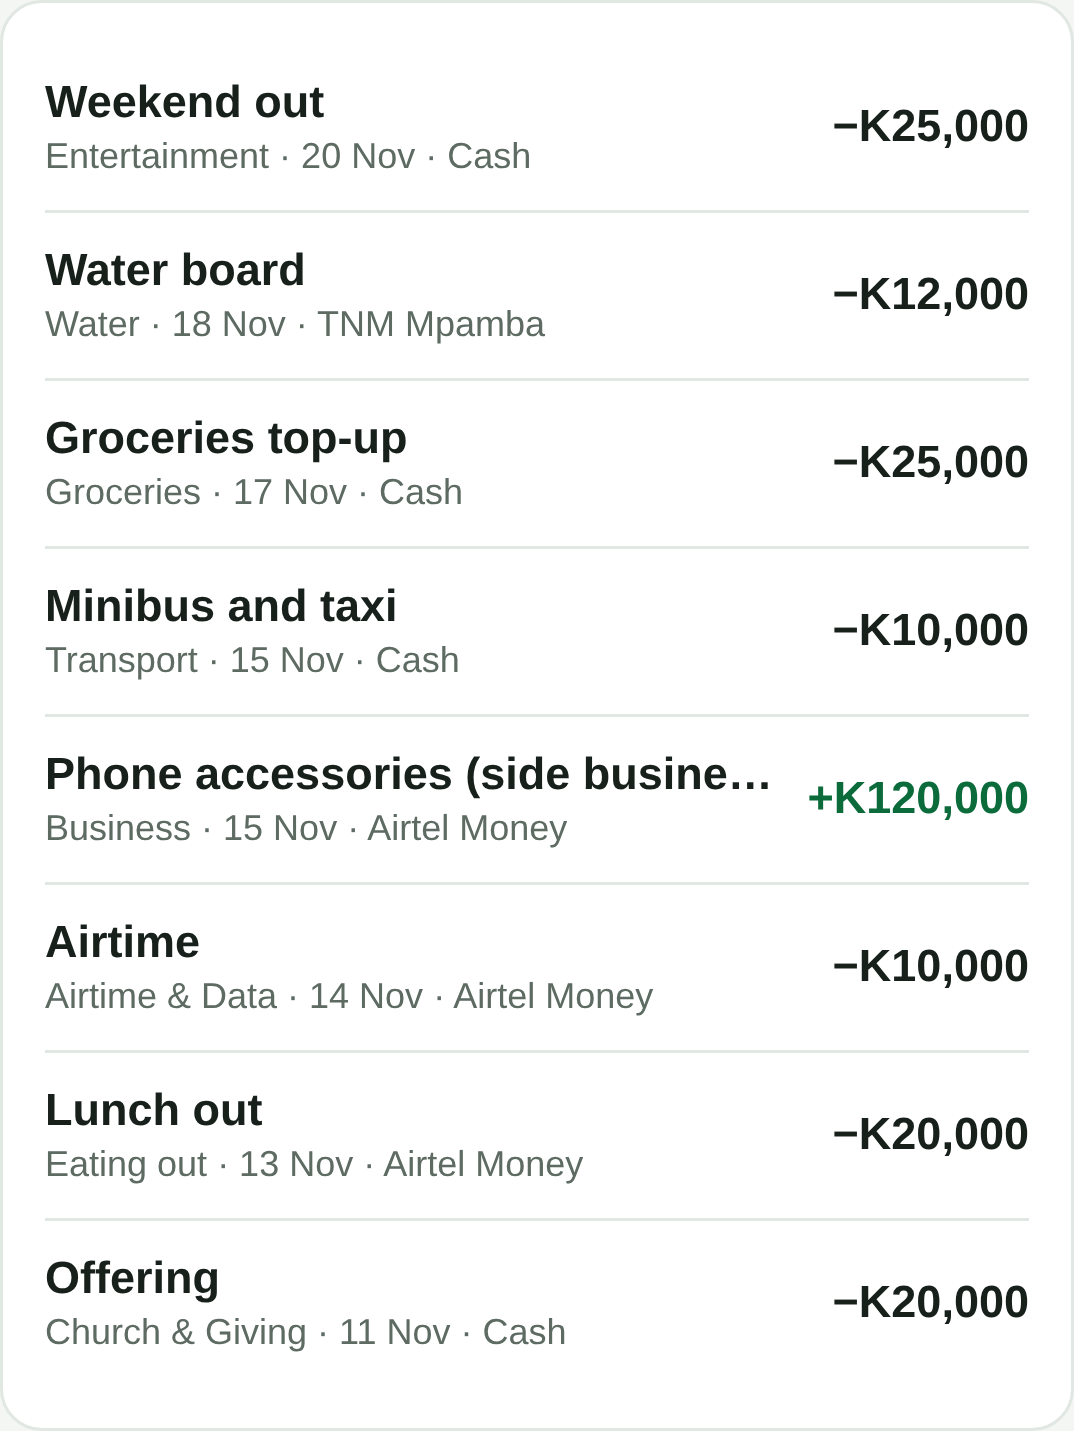 Weekend out
−K25,000
Entertainment · 20 Nov · Cash
Water board
−K12,000
Water · 18 Nov · TNM Mpamba
Groceries top-up
−K25,000
Groceries · 17 Nov · Cash
Minibus and taxi
−K10,000
Transport · 15 Nov · Cash
Phone accessories (side busine…
+K120,000
Business · 15 Nov · Airtel Money
Airtime
−K10,000
Airtime & Data · 14 Nov · Airtel Money
Lunch out
−K20,000
Eating out · 13 Nov · Airtel Money
Offering
−K20,000
Church & Giving · 11 Nov · Cash